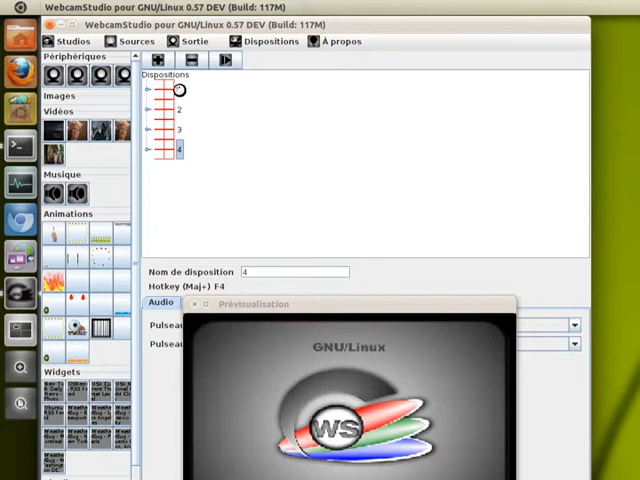 WebcamStudio pour GNU/Linux 0.57 DEV (Build: 117M)
WebcamStudio pour GNU/Linux 0.57 DEV (Build: 117M)
Studios Sources Sortie Dispositions À propos
Périphériques
Dispositions
Images
Vidéos
2
3
4
Musique
Animations
Nom de disposition 4
Hotkey (Maj+) F4
Audio
Prévisualisation
Pulseau
Pulseau
GNU/Linux
WS
Widgets